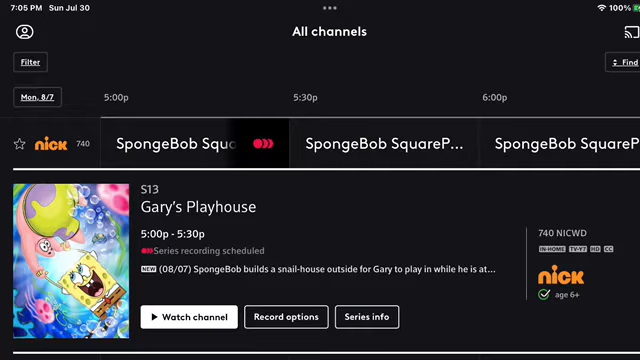 7:05 PM Sun Jul 30
100%
All channels
Filter
Find
Mon, 8/7
5:00p
5:30p
6:00p
nick 740
SpongeBob Squa
SpongeBob SquareP...
SpongeBob SquareP
S13
Gary's Playhouse
5:00p - 5:30p
Series recording scheduled
NEW (08/07) SpongeBob builds a snail-house outside for Gary to play in while he is at...
740 NICWD
IN-HOME TV-Y7 HD CC
nick
age 6+
Watch channel
Record options
Series info